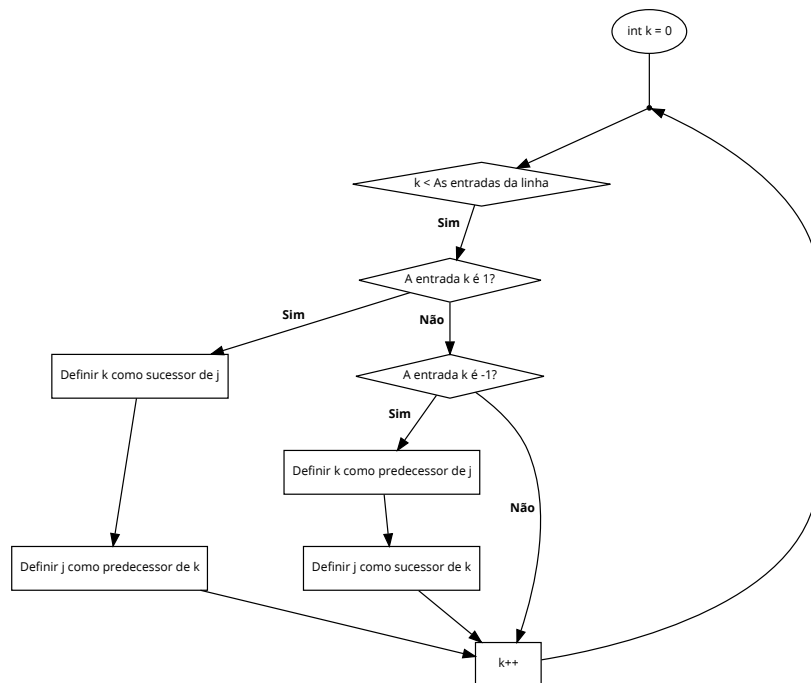 int k = 0
k < As entradas da linha
Sim
A entrada k é 1?
Sim
Não
Definir k como sucessor de j
A entrada k é -1?
Sim
Definir k como predecessor de j
Não
Definir j como predecessor de k
Definir j como sucessor de k
k++